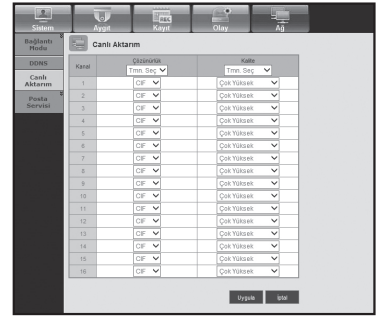 Sistem Aygıt Kayıt Olay Ağ
Bağlantı Modu
DDNS
Canlı Aktarım
Posta Servisi
Canlı Aktarım
Kanal Çözünürlük Kalite
Tmn. Seç Tmn. Seç
1 CIF Çok Yüksek
2 CIF Çok Yüksek
3 CIF Çok Yüksek
4 CIF Çok Yüksek
5 CIF Çok Yüksek
6 CIF Çok Yüksek
7 CIF Çok Yüksek
8 CIF Çok Yüksek
9 CIF Çok Yüksek
10 CIF Çok Yüksek
11 CIF Çok Yüksek
12 CIF Çok Yüksek
13 CIF Çok Yüksek
14 CIF Çok Yüksek
15 CIF Çok Yüksek
16 CIF Çok Yüksek
Uygula İptal